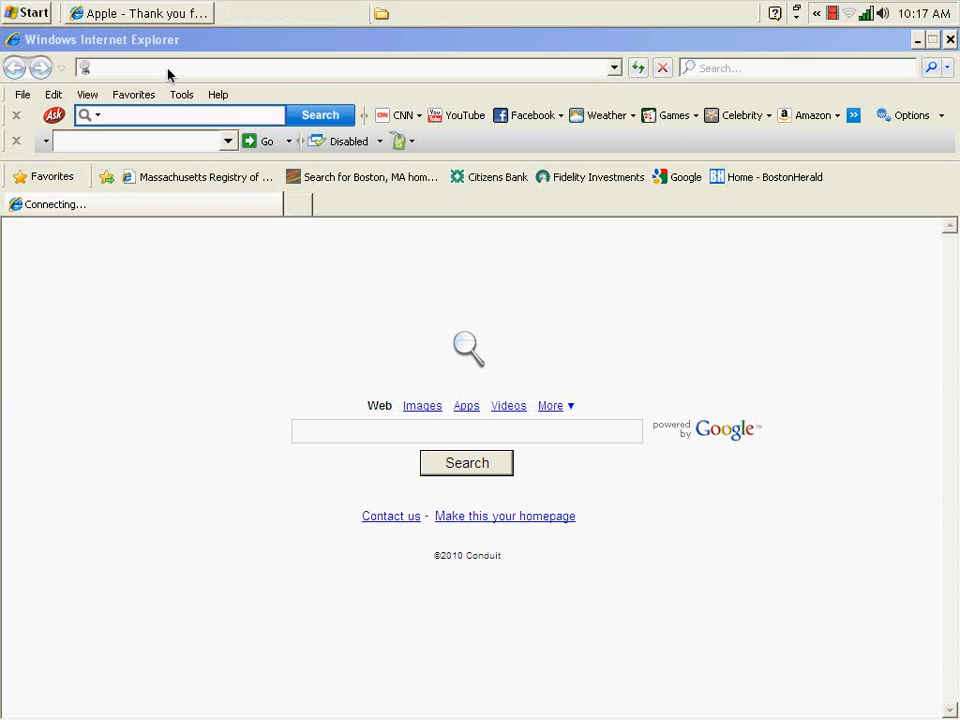 Start Apple - Thank you f... 10:17 AM
Windows Internet Explorer
Search...
File Edit View Favorites Tools Help
Ask Search CNN YouTube Facebook Weather Games Celebrity Amazon Options
Go Disabled
Favorites Massachusetts Registry of ... Search for Boston, MA hom... Citizens Bank Fidelity Investments Google BH Home - BostonHerald
Connecting...
Web Images Apps Videos More
powered by Google™
Search
Contact us - Make this your homepage
©2010 Conduit